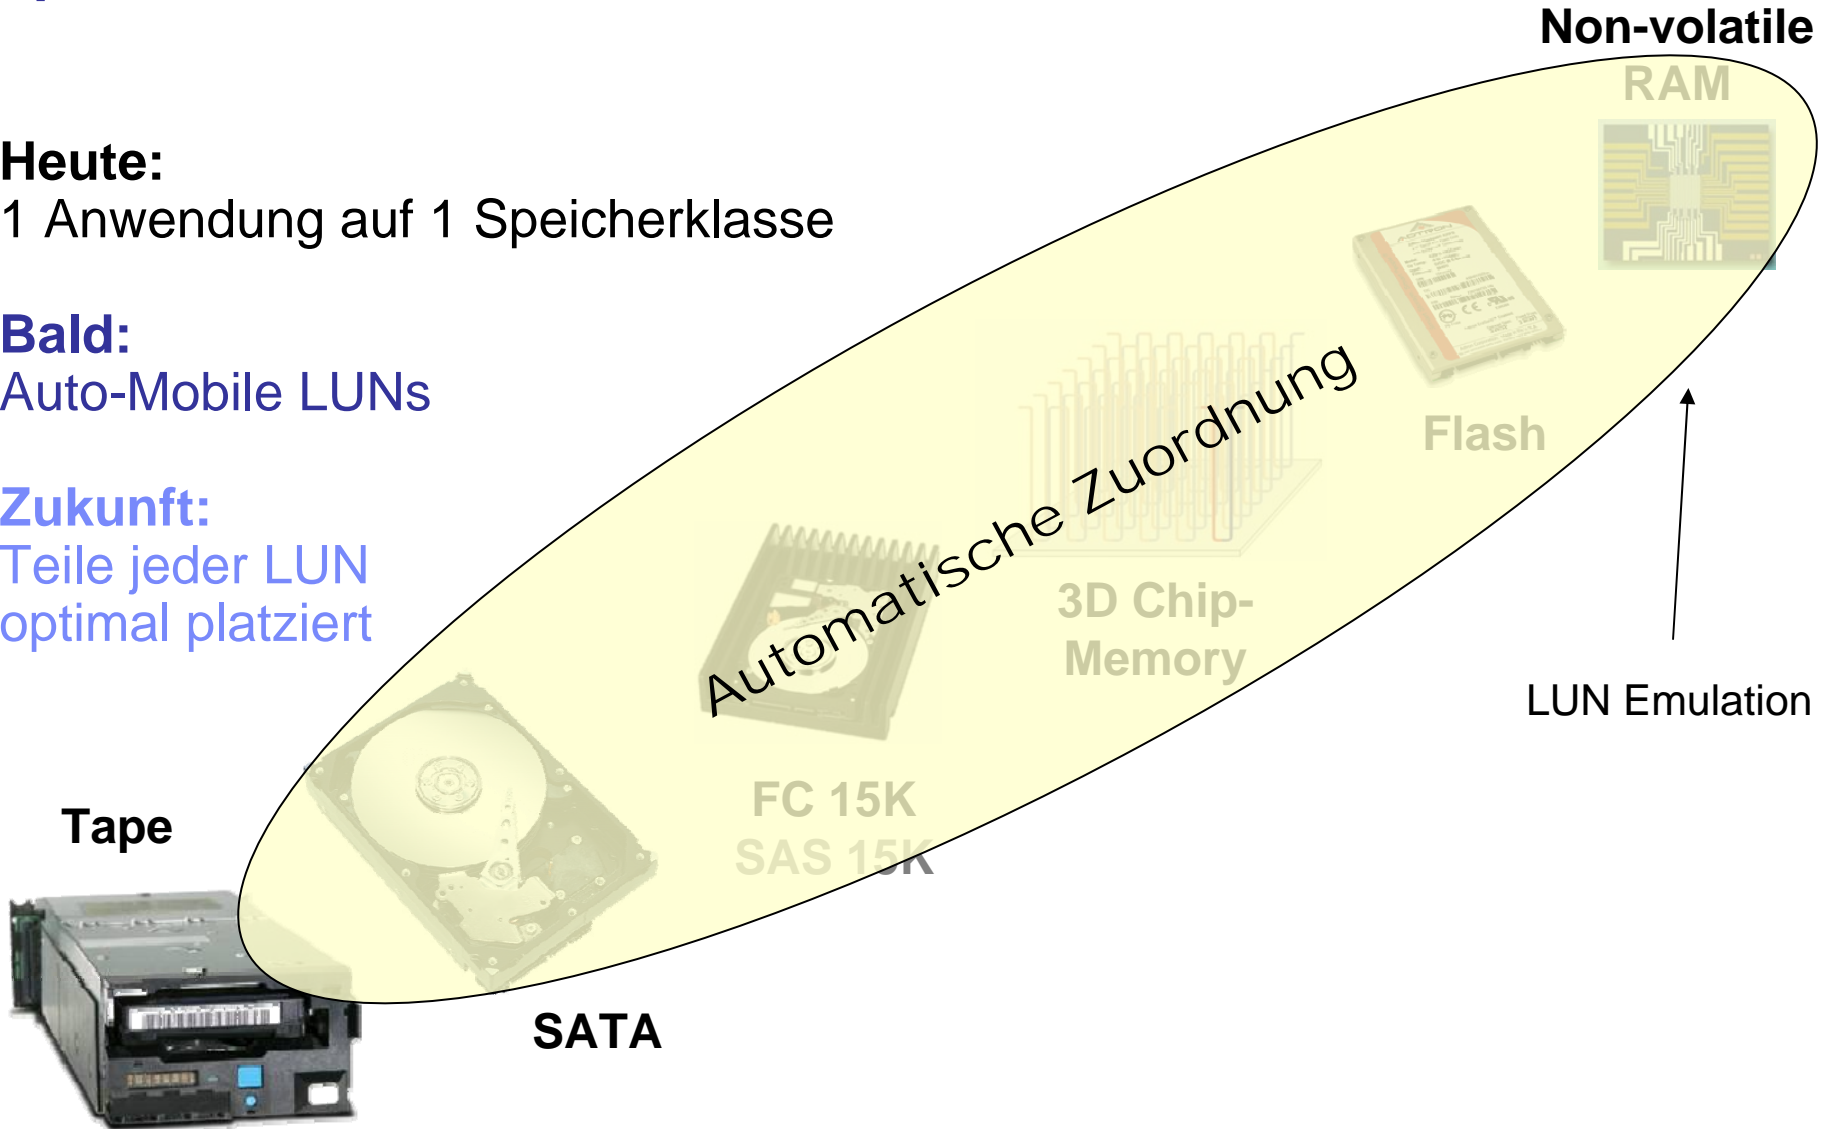 Non-volatile
RAM
Heute:
1 Anwendung auf 1 Speicherklasse
Bald:
Auto-Mobile LUNs
Zukunft:
Teile jeder LUN
optimal platziert
Automatische Zuordnung
Flash
3D Chip-
Memory
LUN Emulation
FC 15K
SAS 15K
Tape
SATA